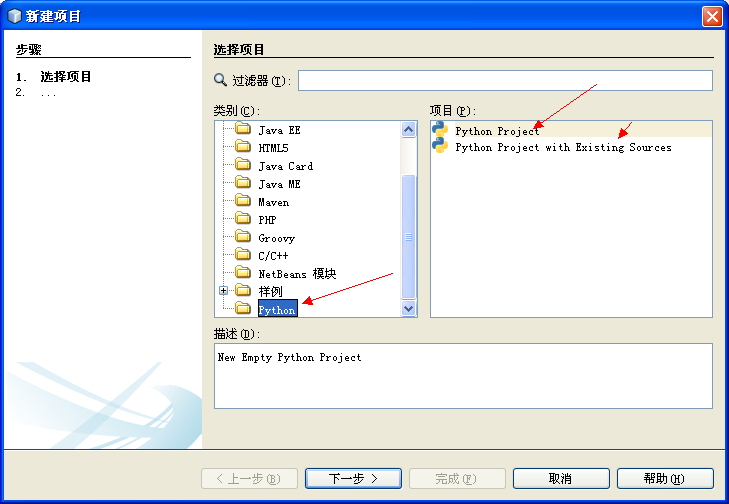 新建项目
步骤
1. 选择项目
2. ...
选择项目
过滤器(T):
类别(C):
Java EE
HTML5
Java Card
Java ME
Maven
PHP
Groovy
C/C++
NetBeans 模块
样例
Python
项目(P):
Python Project
Python Project with Existing Sources
描述(D):
New Empty Python Project
< 上一步(B)
下一步 >
完成(F)
取消
帮助(H)